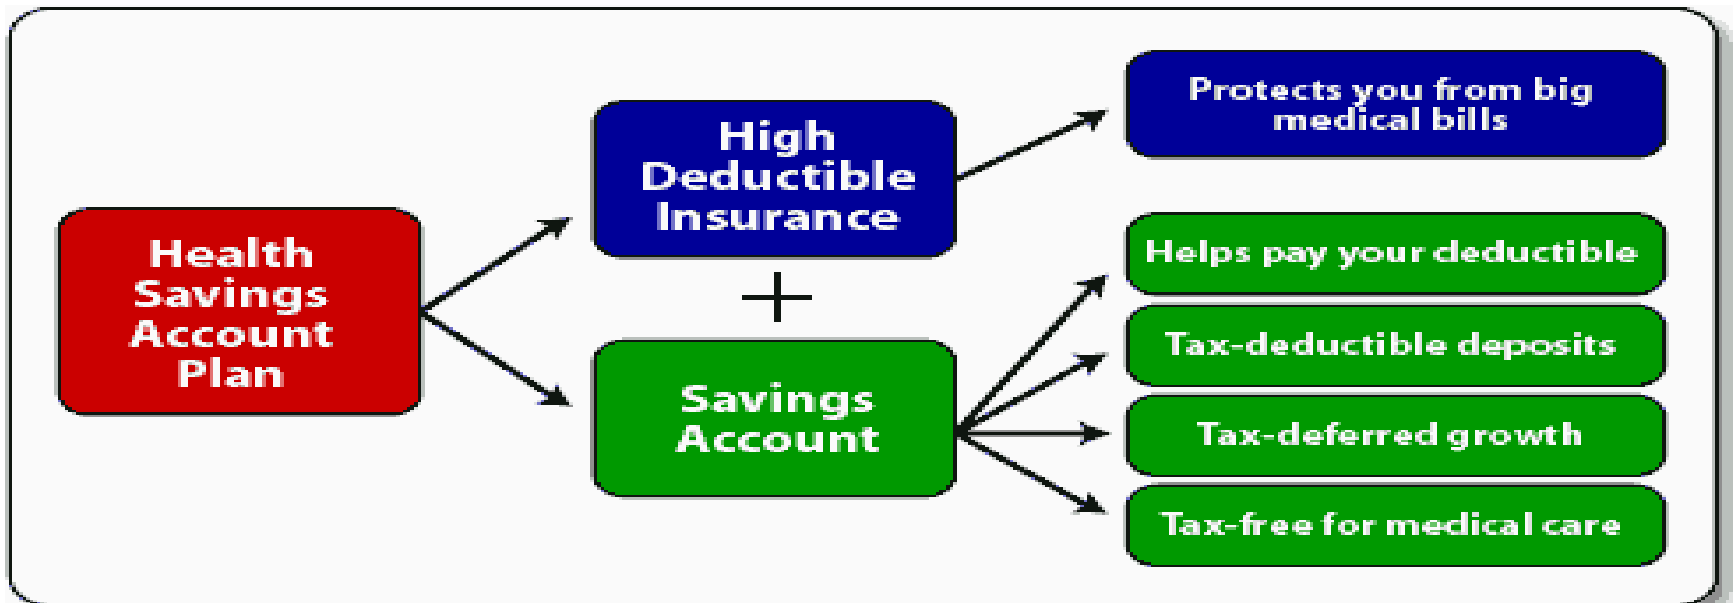 Health
Savings
Account
Plan
High
Deductible
Insurance
+
Savings
Account
Protects you from big
medical bills
Helps pay your deductible
Tax-deductible deposits
Tax-deferred growth
Tax-free for medical care